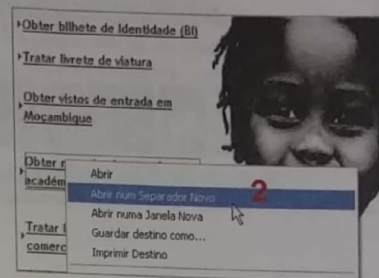 Obter bilhete de Identidade (BI)
Tratar livrete de viatura
Obter vistos de entrada em
Moçambique
Obter
académ
Tratar
comerc
Abrir
Abrir num Separador Novo 2
Abrir numa Janela Nova
Guardar destino como...
Imprimir Destino